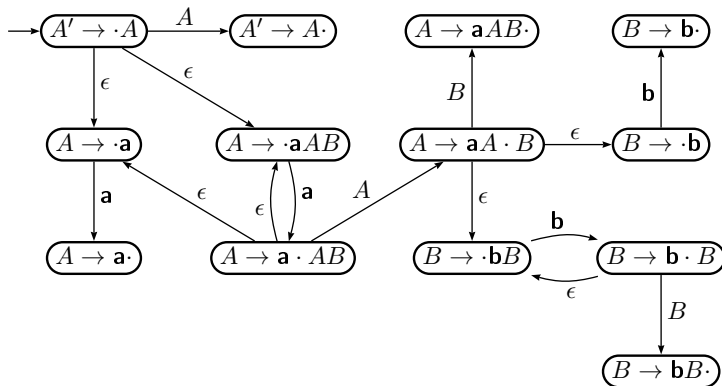 A′ → ·A A A′ → A· A → aAB· B → b·
ϵ ϵ B b
A → ·a A → ·aAB A → aA · B ϵ B → ·b
a ϵ ϵ a A ϵ
A → a· A → a · AB B → ·bB b ϵ B → b · B
B
B → bB·